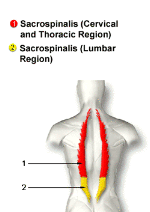 1 Sacrospinalis (Cervical
and Thoracic Region)
2 Sacrospinalis (Lumbar
Region)
1
2